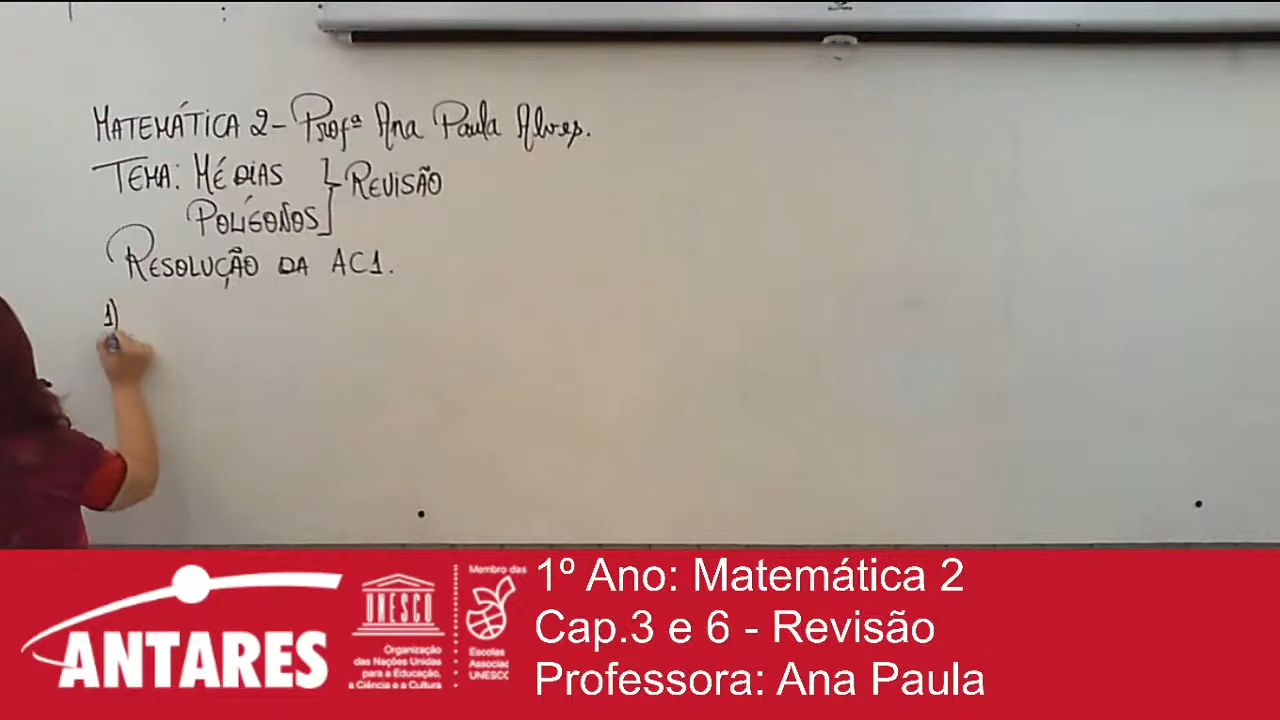 MATEMÁTICA 2 - Profª Ana Paula Alves.
TEMA: MÉDIAS
POLÍGONOS } REVISÃO
RESOLUÇÃO DA AC1.
1)
ANTARES
UNESCO
Organização
das Nações Unidas
para a Educação,
a Ciência e a Cultura
Membro das
Escolas
Associad
UNESCO
1º Ano: Matemática 2
Cap.3 e 6 - Revisão
Professora: Ana Paula